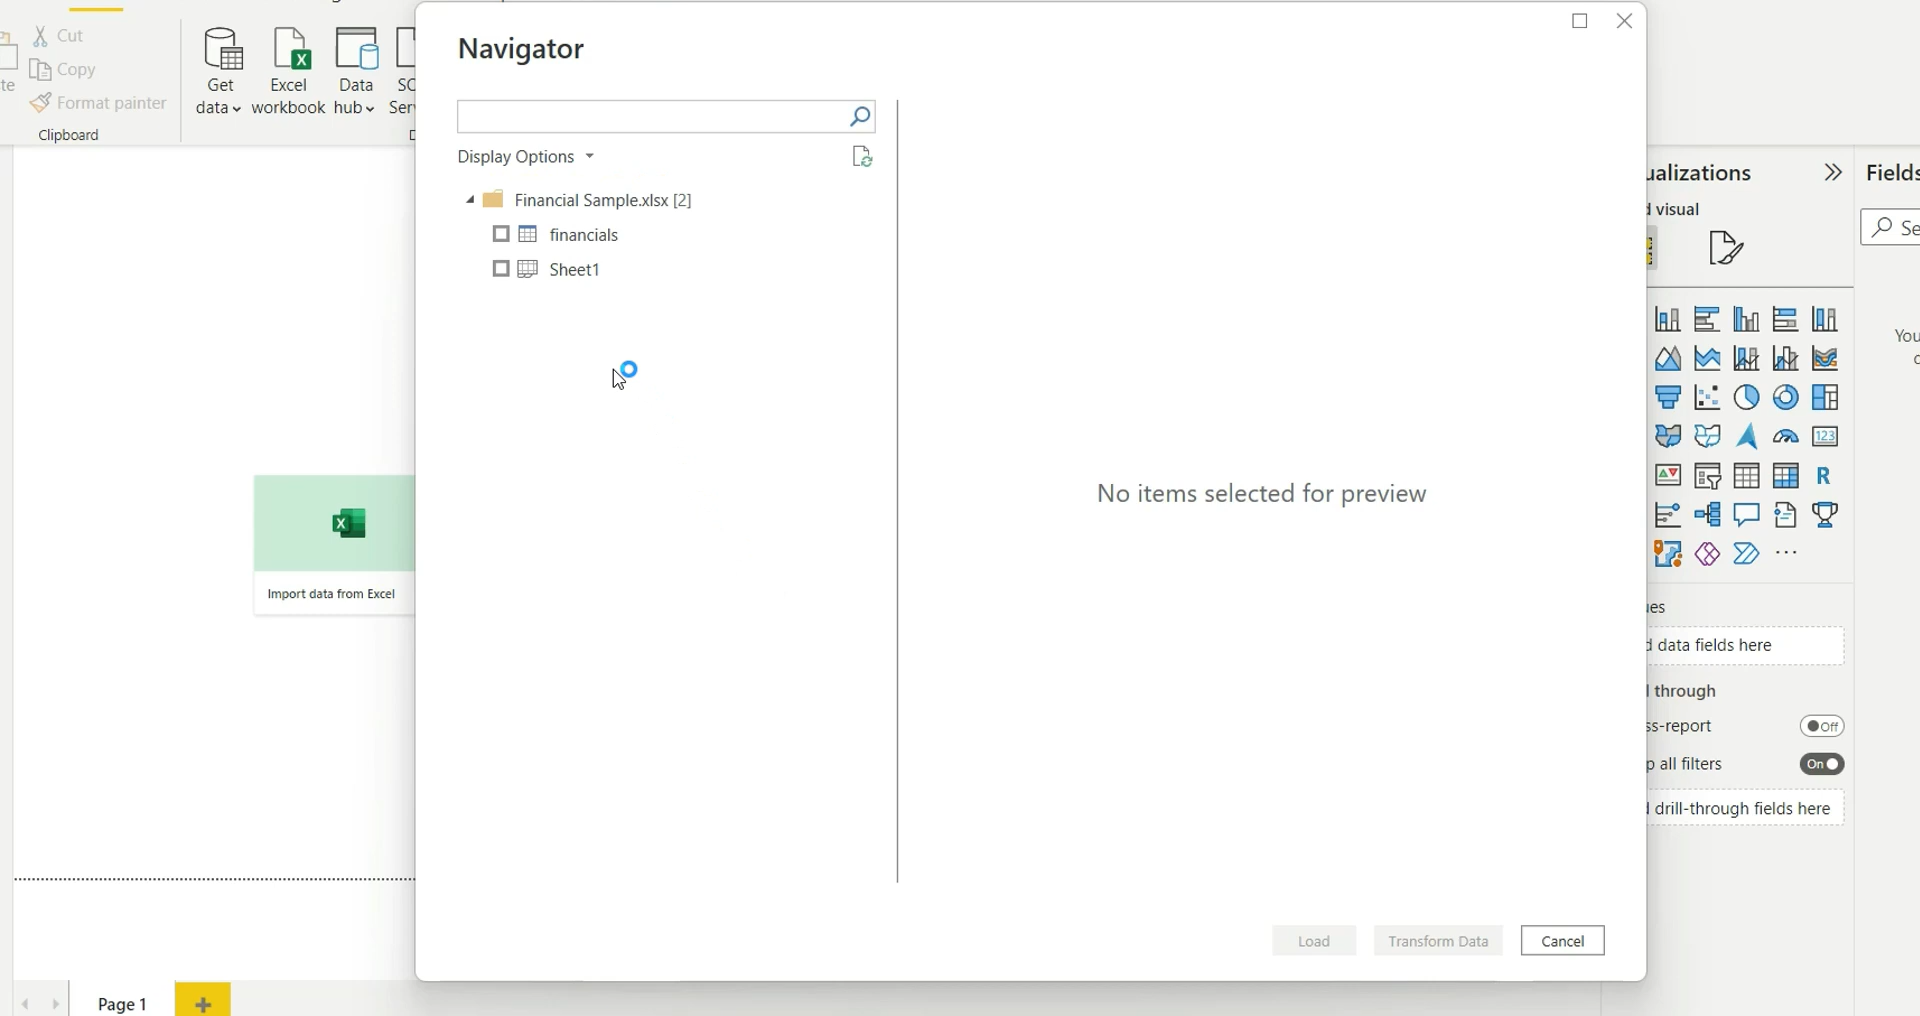 Cut
Copy
Format painter
Clipboard
Get data
Excel workbook
Data hub
Navigator
Display Options
Financial Sample.xlsx [2]
financials
Sheet1
No items selected for preview
Load
Transform Data
Cancel
Import data from Excel
Page 1
ualizations
Fields
visual
123
R
data fields here
through
ss-report
Off
all filters
On
drill-through fields here